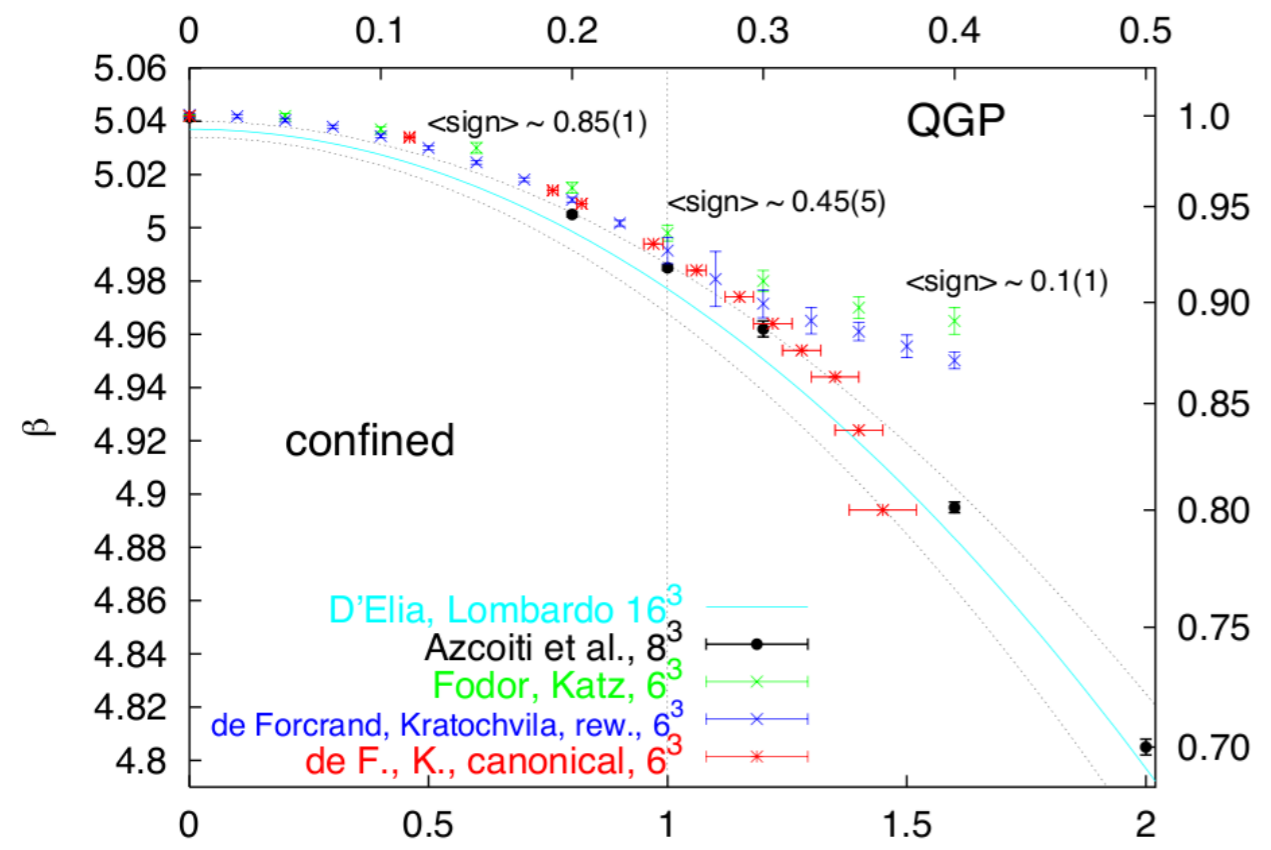 0 0.1 0.2 0.3 0.4 0.5
5.06
5.04 <sign> ~ 0.85(1) QGP 1.0
5.02
<sign> ~ 0.45(5) 0.95
5
4.98 <sign> ~ 0.1(1) 0.90
4.96
4.94 0.85
β
4.92 confined
4.9 0.80
4.88
4.86 D'Elia, Lombardo 16³
0.75
4.84 Azcoiti et al., 8³
Fodor, Katz, 6³
4.82 de Forcrand, Kratochvila, rew., 6³
4.8 de F., K., canonical, 6³ 0.70
0 0.5 1 1.5 2